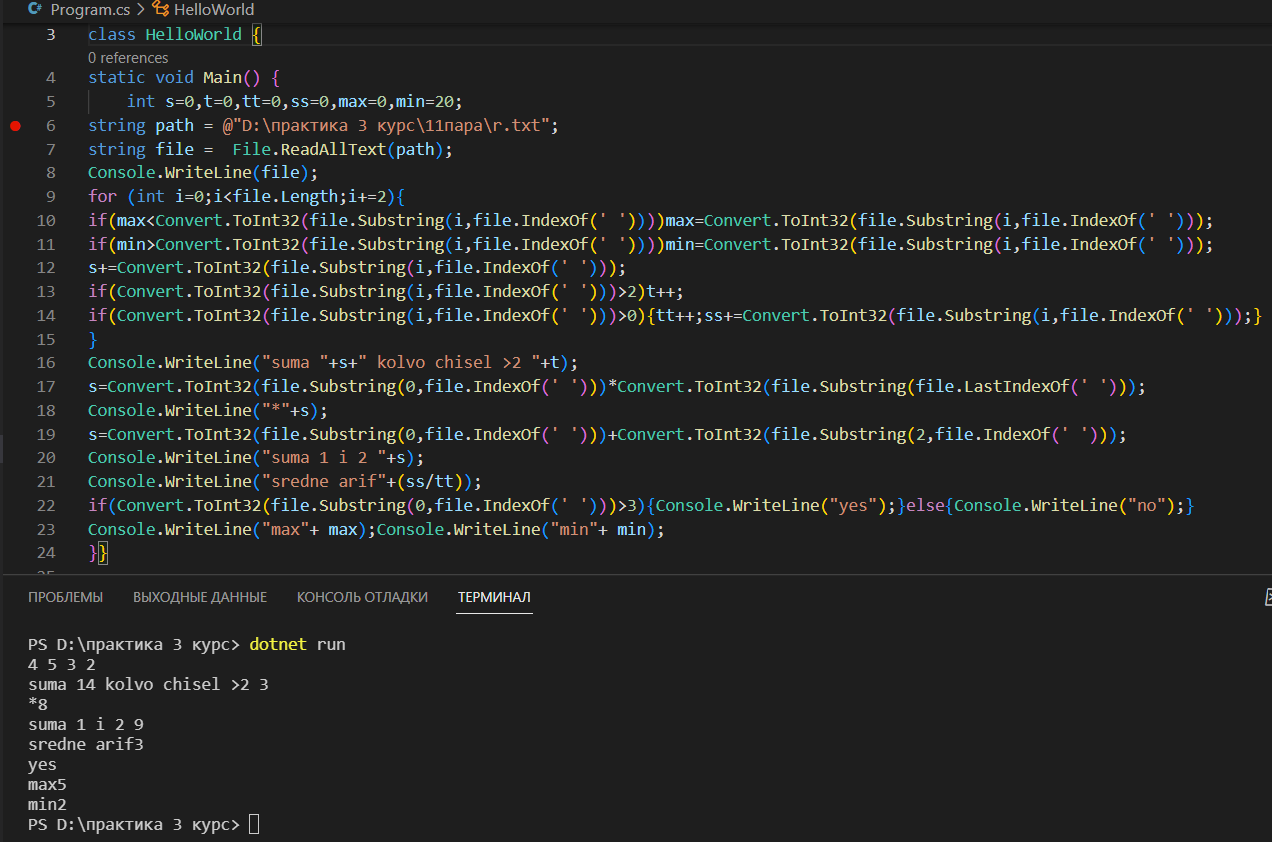 Program.cs > HelloWorld
3 class HelloWorld {
0 references
4 static void Main() {
5 int s=0,t=0,tt=0,ss=0,max=0,min=20;
6 string path = @"D:\практика 3 курс\11пара\r.txt";
7 string file =  File.ReadAllText(path);
8 Console.WriteLine(file);
9 for (int i=0;i<file.Length;i+=2){
10 if(max<Convert.ToInt32(file.Substring(i,file.IndexOf(' '))))max=Convert.ToInt32(file.Substring(i,file.IndexOf(' ')));
11 if(min>Convert.ToInt32(file.Substring(i,file.IndexOf(' '))))min=Convert.ToInt32(file.Substring(i,file.IndexOf(' ')));
12 s+=Convert.ToInt32(file.Substring(i,file.IndexOf(' ')));
13 if(Convert.ToInt32(file.Substring(i,file.IndexOf(' ')))>2)t++;
14 if(Convert.ToInt32(file.Substring(i,file.IndexOf(' ')))>0){tt++;ss+=Convert.ToInt32(file.Substring(i,file.IndexOf(' ')));}
15 }
16 Console.WriteLine("suma "+s+" kolvo chisel >2 "+t);
17 s=Convert.ToInt32(file.Substring(0,file.IndexOf(' ')))*Convert.ToInt32(file.Substring(file.LastIndexOf(' ')));
18 Console.WriteLine("*"+s);
19 s=Convert.ToInt32(file.Substring(0,file.IndexOf(' ')))+Convert.ToInt32(file.Substring(2,file.IndexOf(' ')));
20 Console.WriteLine("suma 1 i 2 "+s);
21 Console.WriteLine("sredne arif"+(ss/tt));
22 if(Convert.ToInt32(file.Substring(0,file.IndexOf(' ')))>3){Console.WriteLine("yes");}else{Console.WriteLine("no");}
23 Console.WriteLine("max"+ max);Console.WriteLine("min"+ min);
24 }}
25
ПРОБЛЕМЫ ВЫХОДНЫЕ ДАННЫЕ КОНСОЛЬ ОТЛАДКИ ТЕРМИНАЛ
PS D:\практика 3 курс> dotnet run
4 5 3 2
suma 14 kolvo chisel >2 3
*8
suma 1 i 2 9
sredne arif3
yes
max5
min2
PS D:\практика 3 курс>